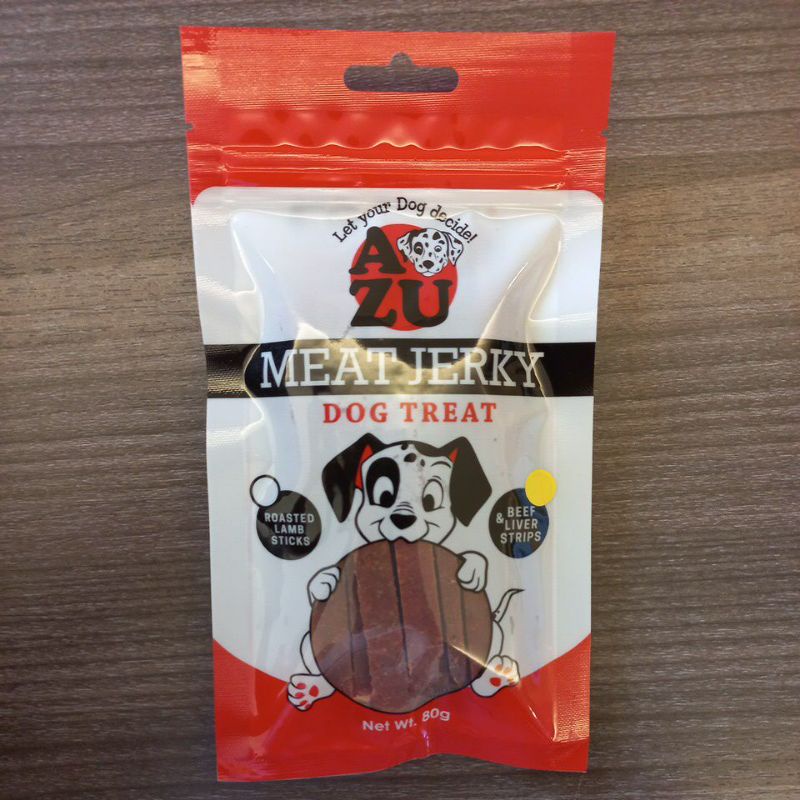 Let your Dog decide!
A
ZU
MEAT JERKY
DOG TREAT
ROASTED
LAMB
STICKS
& BEEF
LIVER
STRIPS
Net Wt. 80g